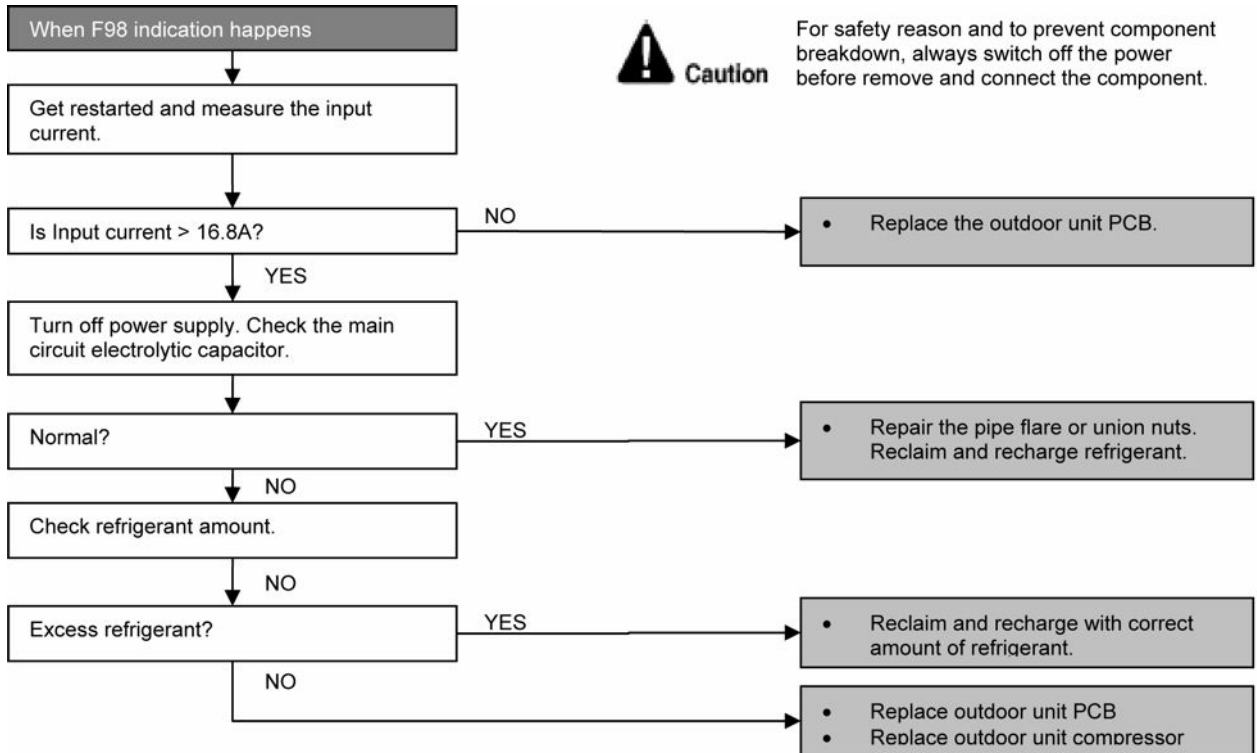 When F98 indication happens
Caution
For safety reason and to prevent component
breakdown, always switch off the power
before remove and connect the component.
Get restarted and measure the input
current.
Is Input current > 16.8A?
NO
• Replace the outdoor unit PCB.
YES
Turn off power supply. Check the main
circuit electrolytic capacitor.
Normal?
YES
• Repair the pipe flare or union nuts.
Reclaim and recharge refrigerant.
NO
Check refrigerant amount.
NO
Excess refrigerant?
YES
• Reclaim and recharge with correct
amount of refrigerant.
NO
• Replace outdoor unit PCB
• Replace outdoor unit compressor